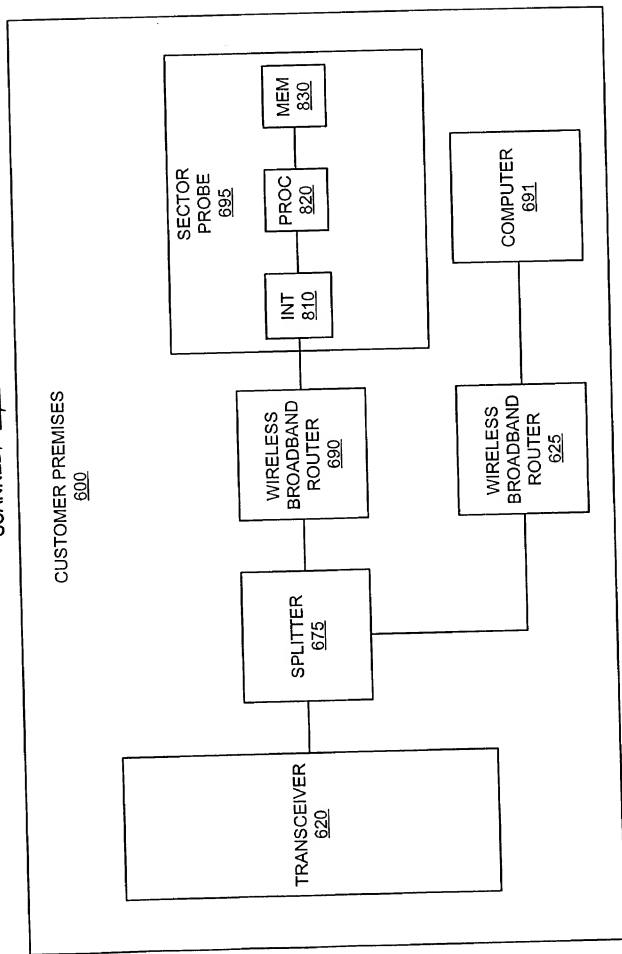 CUSTOMER PREMISES
600
TRANSCEIVER
620
SPLITTER
675
WIRELESS
BROADBAND
ROUTER
690
SECTOR
PROBE
695
INT
810
PROC
820
MEM
830
WIRELESS
BROADBAND
ROUTER
625
COMPUTER
691